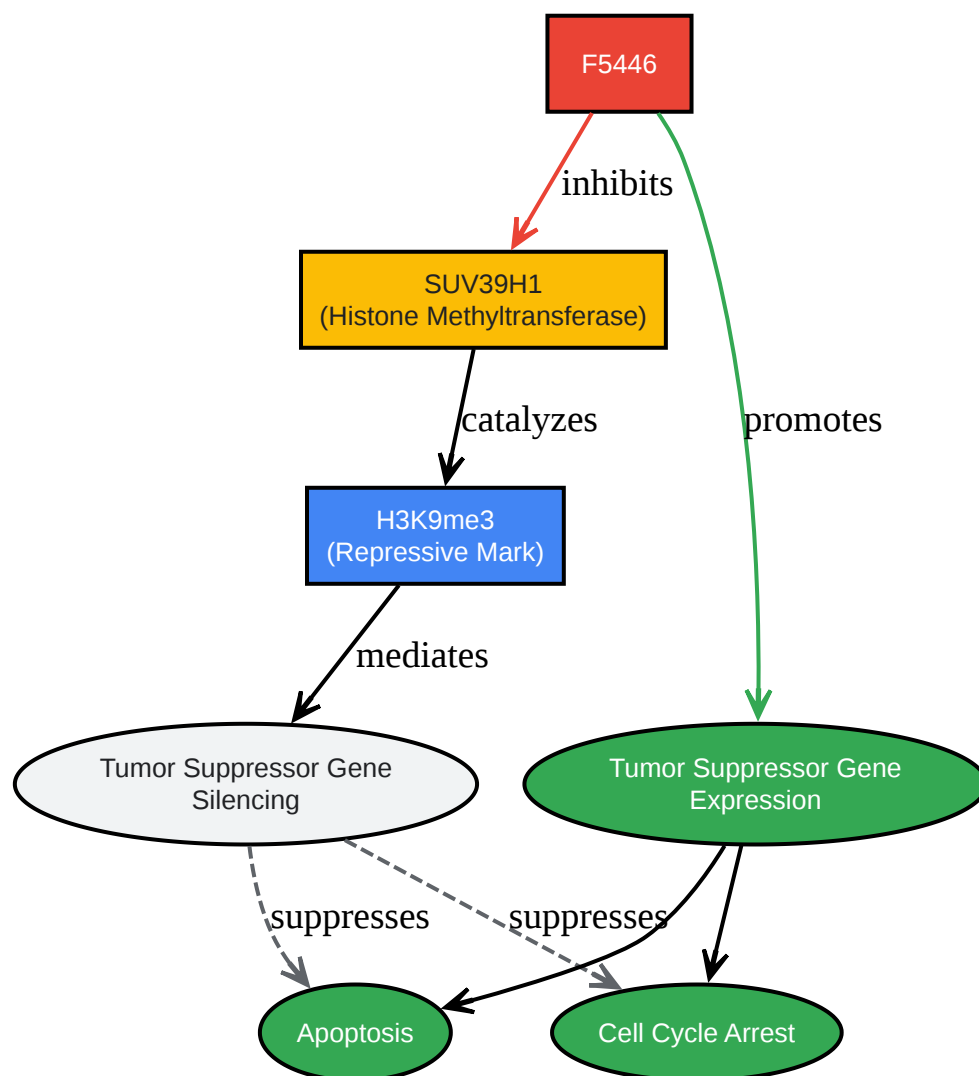 F5446
inhibits
SUV39H1
(Histone Methyltransferase)
catalyzes
promotes
H3K9me3
(Repressive Mark)
mediates
Tumor Suppressor Gene
Silencing
Tumor Suppressor Gene
Expression
suppresses
suppresses
Apoptosis
Cell Cycle Arrest